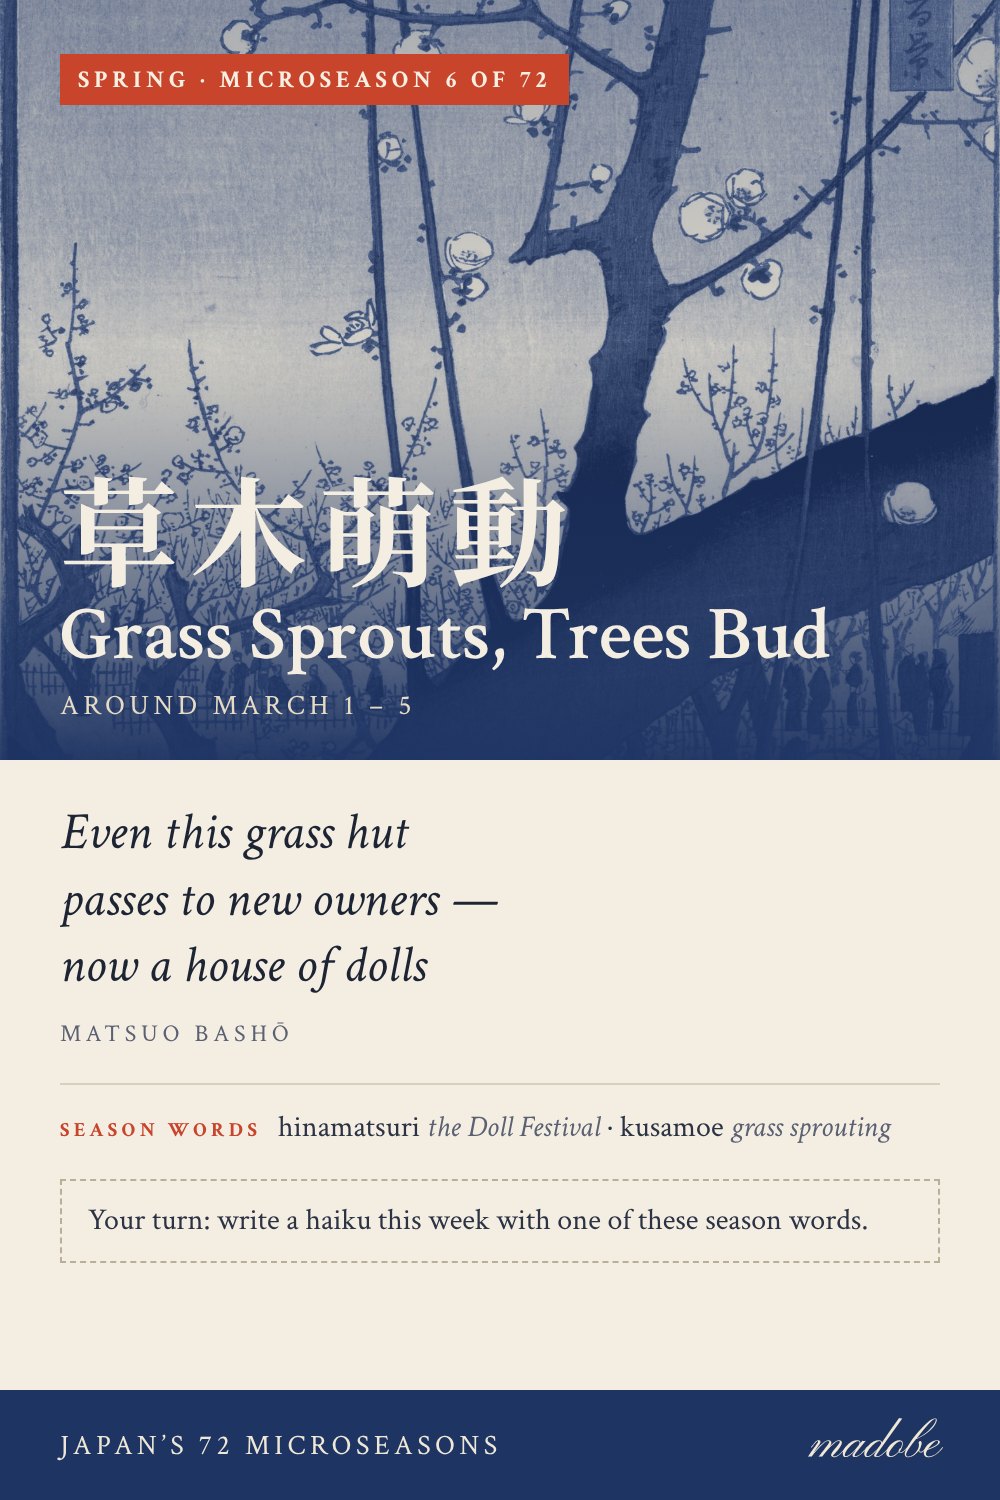 SPRING · MICROSEASON 6 OF 72
景
草木萌動
Grass Sprouts, Trees Bud
AROUND MARCH 1 – 5
Even this grass hut
passes to new owners —
now a house of dolls
MATSUO BASHŌ
SEASON WORDS hinamatsuri the Doll Festival · kusamoe grass sprouting
Your turn: write a haiku this week with one of these season words.
JAPAN’S 72 MICROSEASONS
madobe